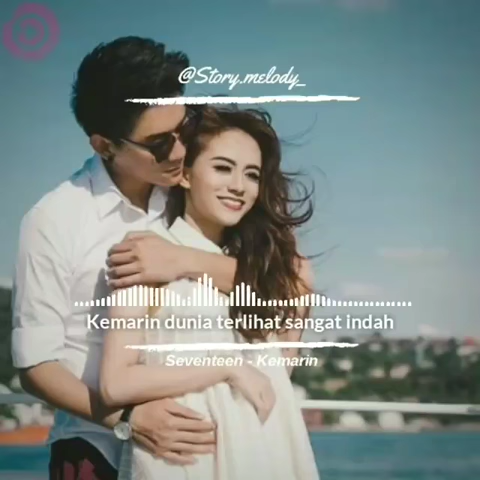 @Story.melody_
Kemarin dunia terlihat sangat indah
Seventeen - Kemarin